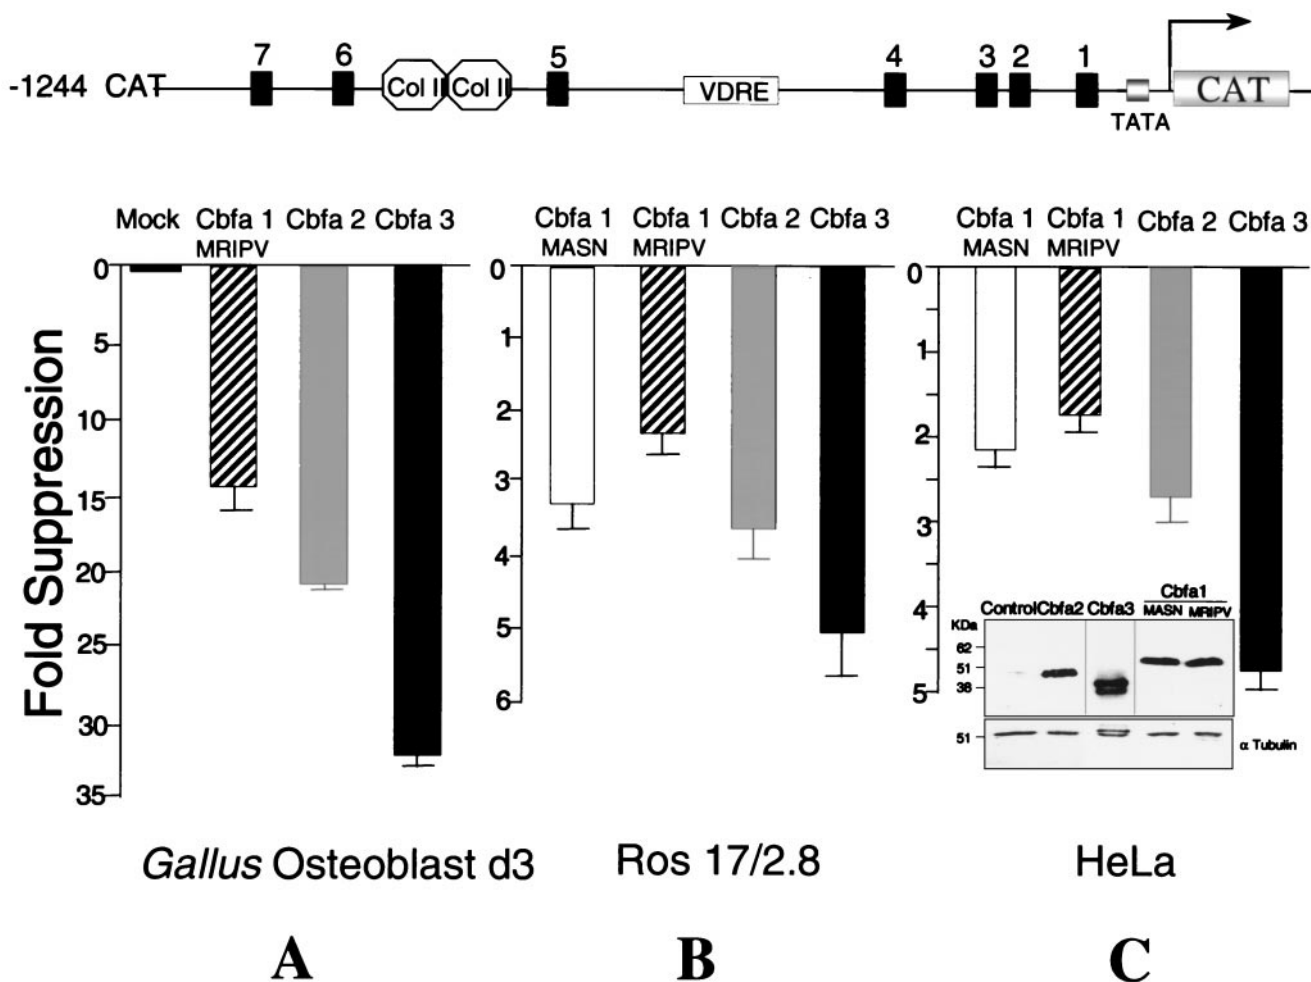 7 6 5 4 3 2 1
-1244 CAT Col II Col II VDRE CAT
TATA
Mock Cbfa 1 Cbfa 2 Cbfa 3
MRIPV
Fold Suppression
0
5
10
15
20
25
30
35
Gallus Osteoblast d3
A
Cbfa 1 Cbfa 1 Cbfa 2 Cbfa 3
MASN MRIPV
0
1
2
3
4
5
6
Ros 17/2.8
B
Cbfa 1 Cbfa 1 Cbfa 2 Cbfa 3
MASN MRIPV
0
1
2
3
4
5
Cbfa1
Control Cbfa2 Cbfa3 MASN MRIPV
KDa
62
51
38
51 α Tubulin
HeLa
C